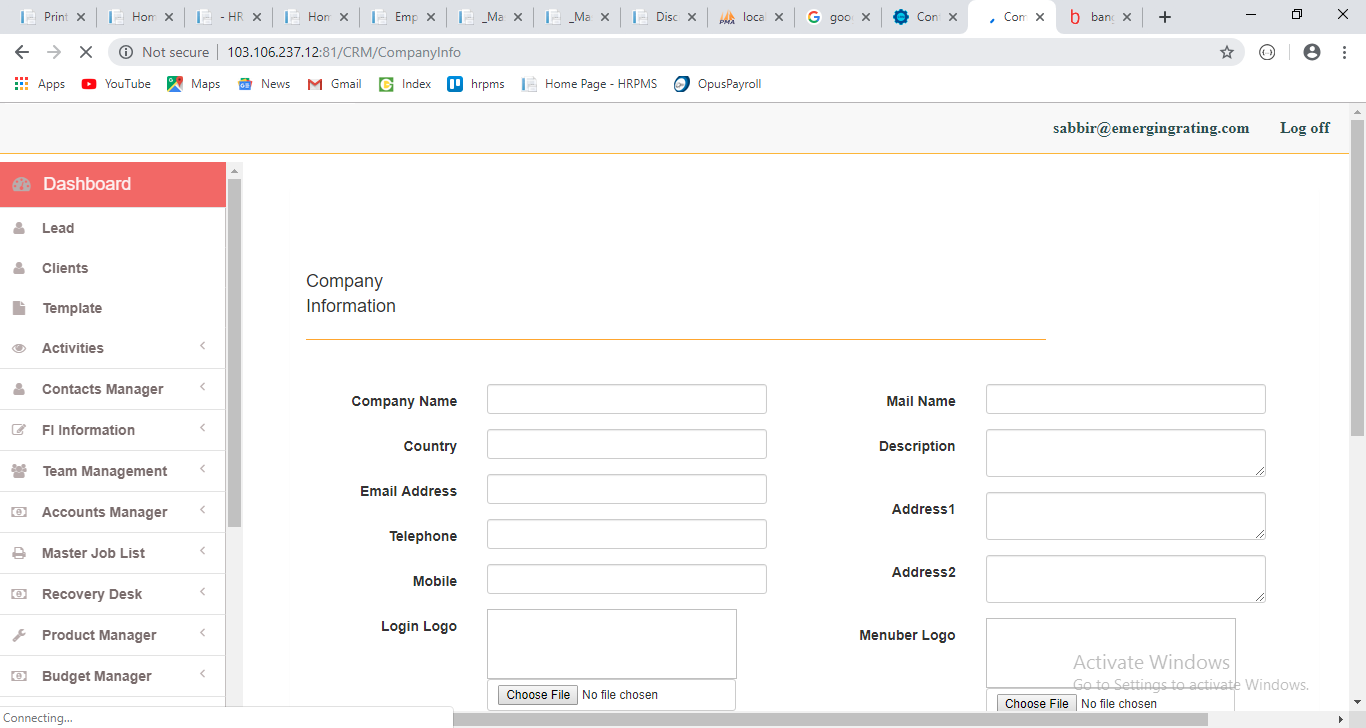 Print
Hom
- HR
Hom
Emp
_Ma
_Ma
Disc
PMA
loca
goo
Con
Com
bang
Not secure
103.106.237.12:81/CRM/CompanyInfo
Apps
YouTube
Maps
News
Gmail
Index
hrpms
Home Page - HRPMS
OpusPayroll
sabbir@emergingrating.com
Log off
Dashboard
Lead
Clients
Template
Activities
Contacts Manager
FI Information
Team Management
Accounts Manager
Master Job List
Recovery Desk
Product Manager
Budget Manager
Company
Information
Company Name
Country
Email Address
Telephone
Mobile
Login Logo
Choose File No file chosen
Mail Name
Description
Address1
Address2
Menuber Logo
Choose File No file chosen
Activate Windows
Go to Settings to activate Windows.
Connecting...